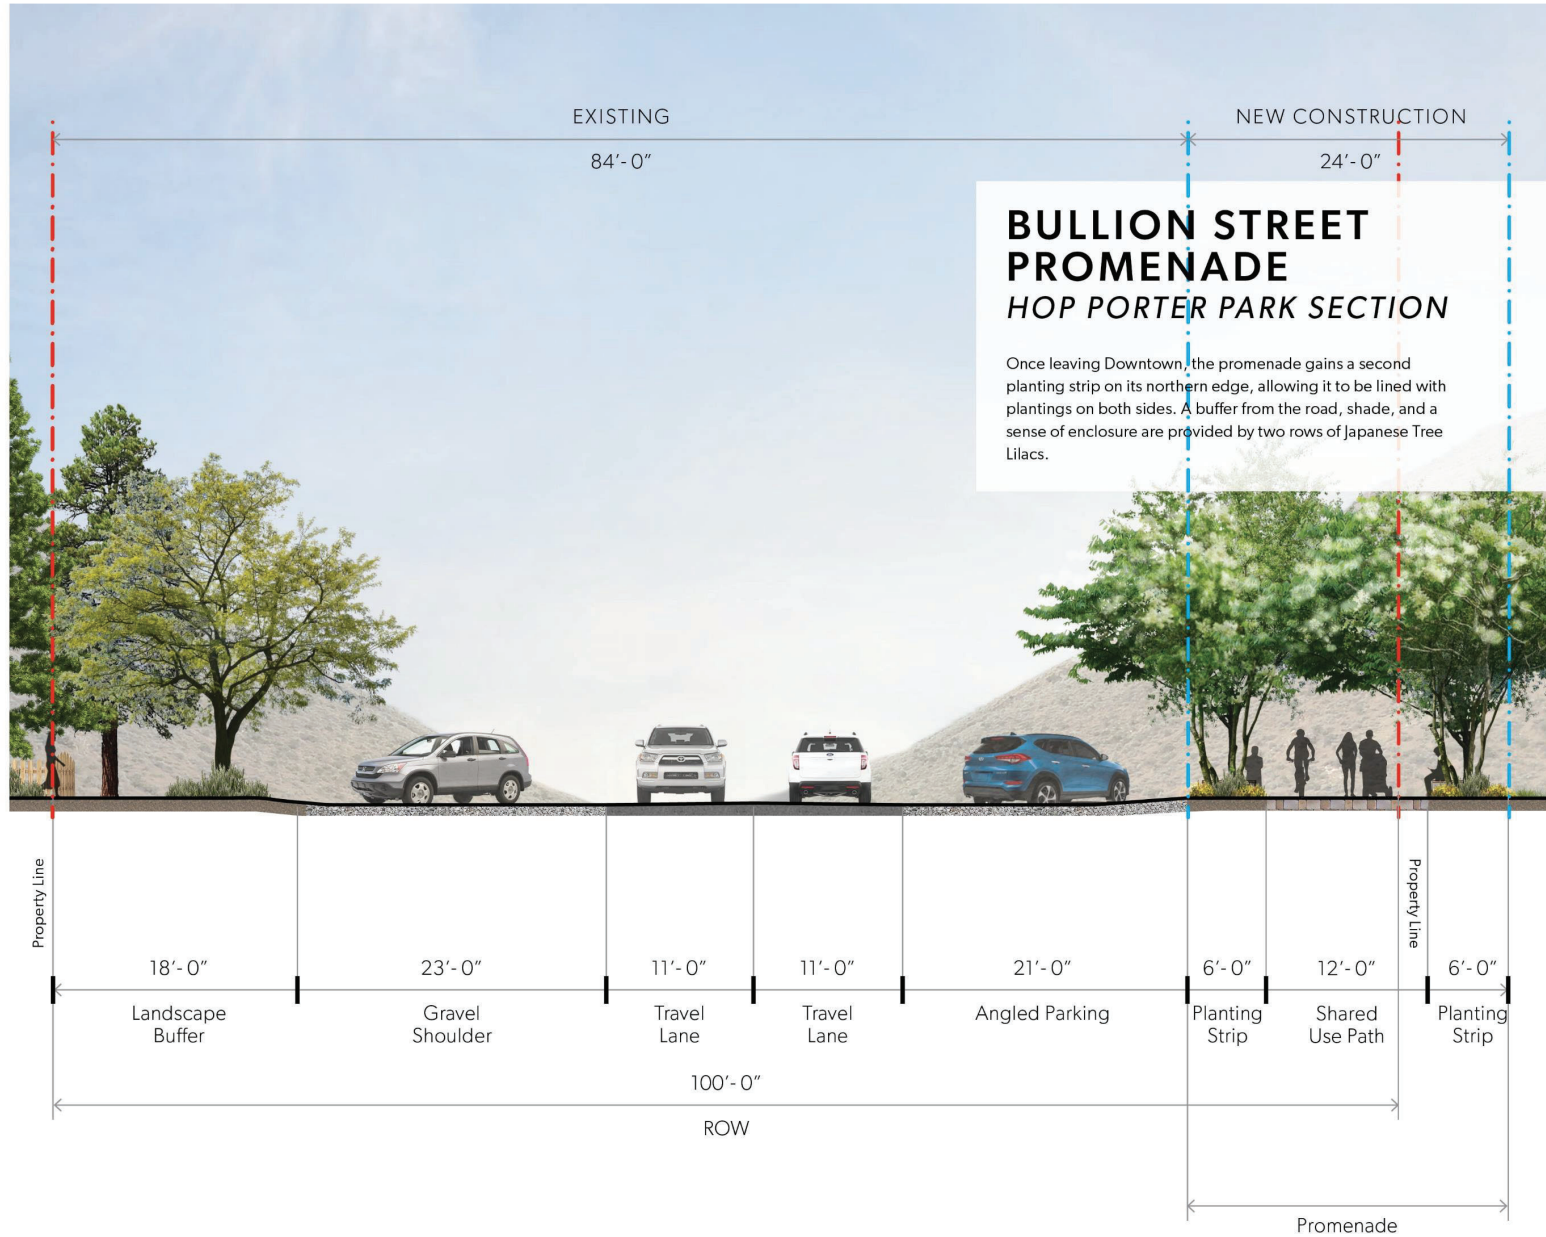 EXISTING
NEW CONSTRUCTION
84'-0"
24'-0"
BULLION STREET
PROMENADE
HOP PORTER PARK SECTION
Once leaving Downtown, the promenade gains a second
planting strip on its northern edge, allowing it to be lined with
plantings on both sides. A buffer from the road, shade, and a
sense of enclosure are provided by two rows of Japanese Tree
Lilacs.
Property Line
Property Line
18'-0"
23'-0"
11'-0"
11'-0"
21'-0"
6'-0"
12'-0"
6'-0"
Landscape
Buffer
Gravel
Shoulder
Travel
Lane
Travel
Lane
Angled Parking
Planting
Strip
Shared
Use Path
Planting
Strip
100'-0"
ROW
Promenade